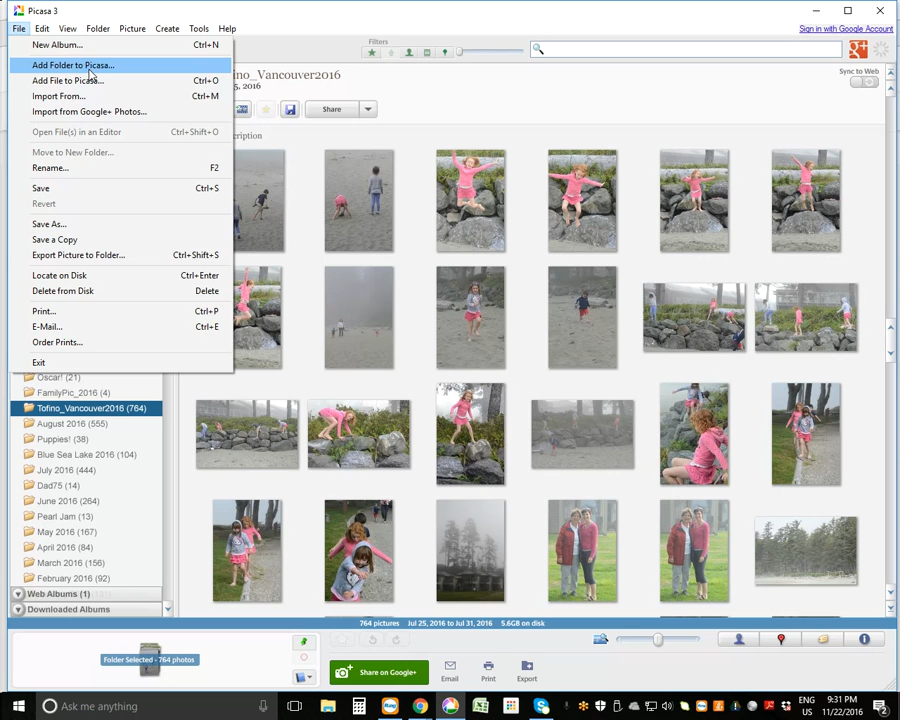 Picasa 3
File Edit View Folder Picture Create Tools Help
Sign in with Google Account
New Album... Ctrl+N
Add Folder to Picasa...
Add File to Picasa... Ctrl+O
Import From... Ctrl+M
Import from Google+ Photos...
Open File(s) in an Editor Ctrl+Shift+O
Move to New Folder...
Rename... F2
Save Ctrl+S
Revert
Save As...
Save a Copy
Export Picture to Folder... Ctrl+Shift+S
Locate on Disk Ctrl+Enter
Delete from Disk Delete
Print... Ctrl+P
E-Mail... Ctrl+E
Order Prints...
Exit
Filters
g+
fino_Vancouver2016
5, 2016
Sync to Web
Share
cription
Oscar! (21)
FamilyPic_2016 (4)
Tofino_Vancouver2016 (764)
August 2016 (555)
Puppies! (38)
Blue Sea Lake 2016 (104)
July 2016 (444)
Dad75 (14)
June 2016 (264)
Pearl Jam (13)
May 2016 (167)
April 2016 (84)
March 2016 (156)
February 2016 (92)
Web Albums (1)
Downloaded Albums
764 pictures Jul 25, 2016 to Jul 31, 2016 5.6GB on disk
Folder Selected - 764 photos
Share on Google+
Email
Print
Export
Ask me anything
ENG
US
9:31 PM
11/22/2016